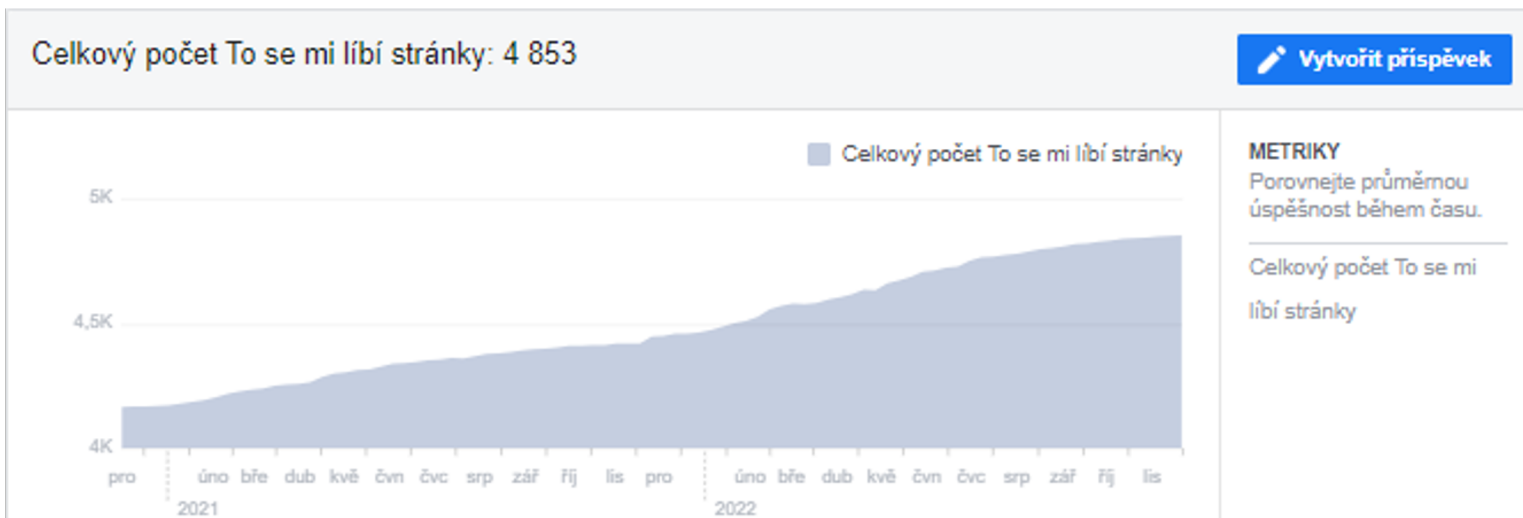 Celkový počet To se mi líbí stránky: 4 853
Vytvořit příspěvek
Celkový počet To se mi líbí stránky
5K
4,5K
4K
pro úno bře dub kvě čvn čvc srp zář říj lis pro úno bře dub kvě čvn čvc srp zář říj lis
2021 2022
METRIKY
Porovnejte průměrnou
úspěšnost během času.
Celkový počet To se mi
líbí stránky